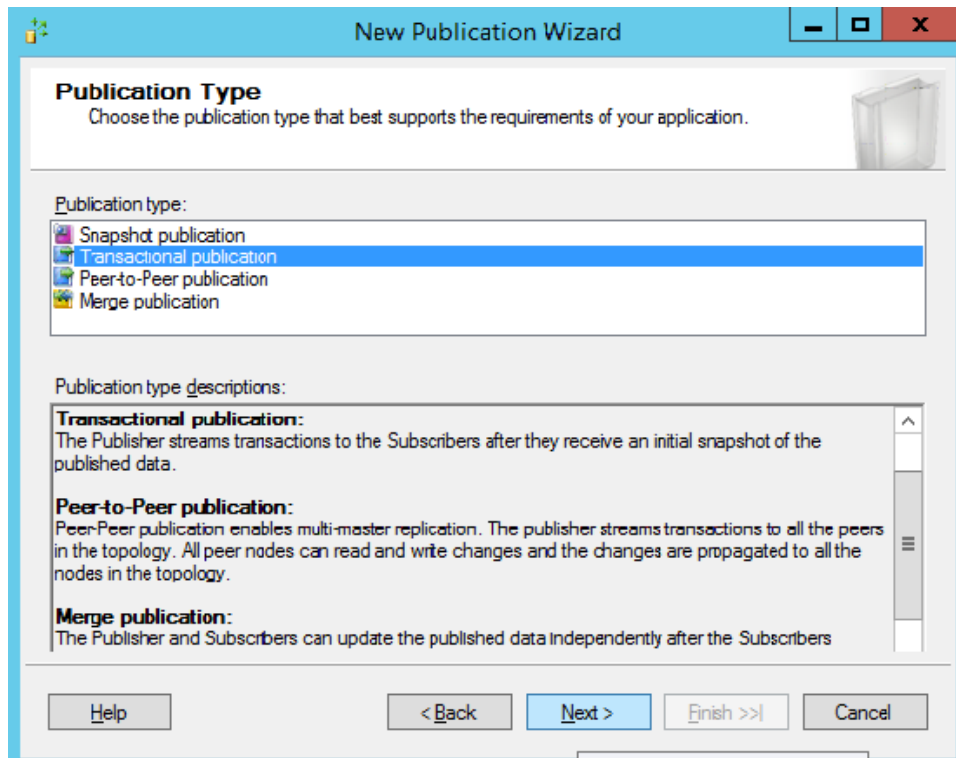 New Publication Wizard
Publication Type
Choose the publication type that best supports the requirements of your application.
Publication type:
Snapshot publication
Transactional publication
Peer-to-Peer publication
Merge publication
Publication type descriptions:
Transactional publication:
The Publisher streams transactions to the Subscribers after they receive an initial snapshot of the
published data.
Peer-to-Peer publication:
Peer-Peer publication enables multi-master replication. The publisher streams transactions to all the peers
in the topology. All peer nodes can read and write changes and the changes are propagated to all the
nodes in the topology.
Merge publication:
The Publisher and Subscribers can update the published data independently after the Subscribers
Help
< Back
Next >
Finish >>|
Cancel